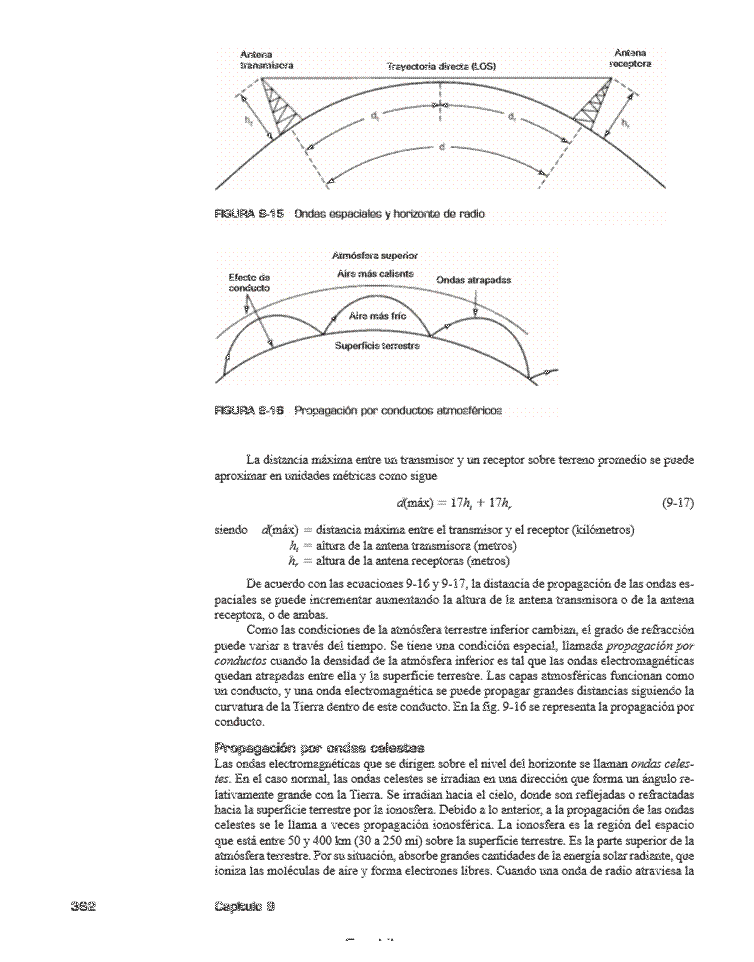 Antena
transmisora
Trayectoria directa (LOS)
Antena
receptora
hₜ
dₜ
dᵣ
hᵣ
d
FIGURA 9-15 Ondas espaciales y horizonte de radio
Atmósfera superior
Aire más caliente
Efecto de
conducto
Ondas atrapadas
Aire más frío
Superficie terrestre
FIGURA 9-16 Propagación por conductos atmosféricos
La distancia máxima entre un transmisor y un receptor sobre terreno promedio se puede
aproximar en unidades métricas como sigue
d(máx) = 17hₜ + 17hᵣ (9-17)
siendo d(máx) = distancia máxima entre el transmisor y el receptor (kilómetros)
hₜ = altura de la antena transmisora (metros)
hᵣ = altura de la antena receptoras (metros)
De acuerdo con las ecuaciones 9-16 y 9-17, la distancia de propagación de las ondas es-
paciales se puede incrementar aumentando la altura de la antena transmisora o de la antena
receptora, o de ambas.
Como las condiciones de la atmósfera terrestre inferior cambian, el grado de refracción
puede variar a través del tiempo. Se tiene una condición especial, llamada propagación por
conductos cuando la densidad de la atmósfera inferior es tal que las ondas electromagnéticas
quedan atrapadas entre ella y la superficie terrestre. Las capas atmosféricas funcionan como
un conducto, y una onda electromagnética se puede propagar grandes distancias siguiendo la
curvatura de la Tierra dentro de este conducto. En la fig. 9-16 se representa la propagación por
conducto.
Propagación por ondas celestes
Las ondas electromagnéticas que se dirigen sobre el nivel del horizonte se llaman ondas celes-
tes. En el caso normal, las ondas celestes se irradian en una dirección que forma un ángulo re-
lativamente grande con la Tierra. Se irradian hacia el cielo, donde son reflejadas o refractadas
hacia la superficie terrestre por la ionosfera. Debido a lo anterior, a la propagación de las ondas
celestes se le llama a veces propagación ionosférica. La ionosfera es la región del espacio
que está entre 50 y 400 km (30 a 250 mi) sobre la superficie terrestre. Es la parte superior de la
atmósfera terrestre. Por su situación, absorbe grandes cantidades de la energía solar radiante, que
ioniza las moléculas de aire y forma electrones libres. Cuando una onda de radio atraviesa la
362 Capítulo 9